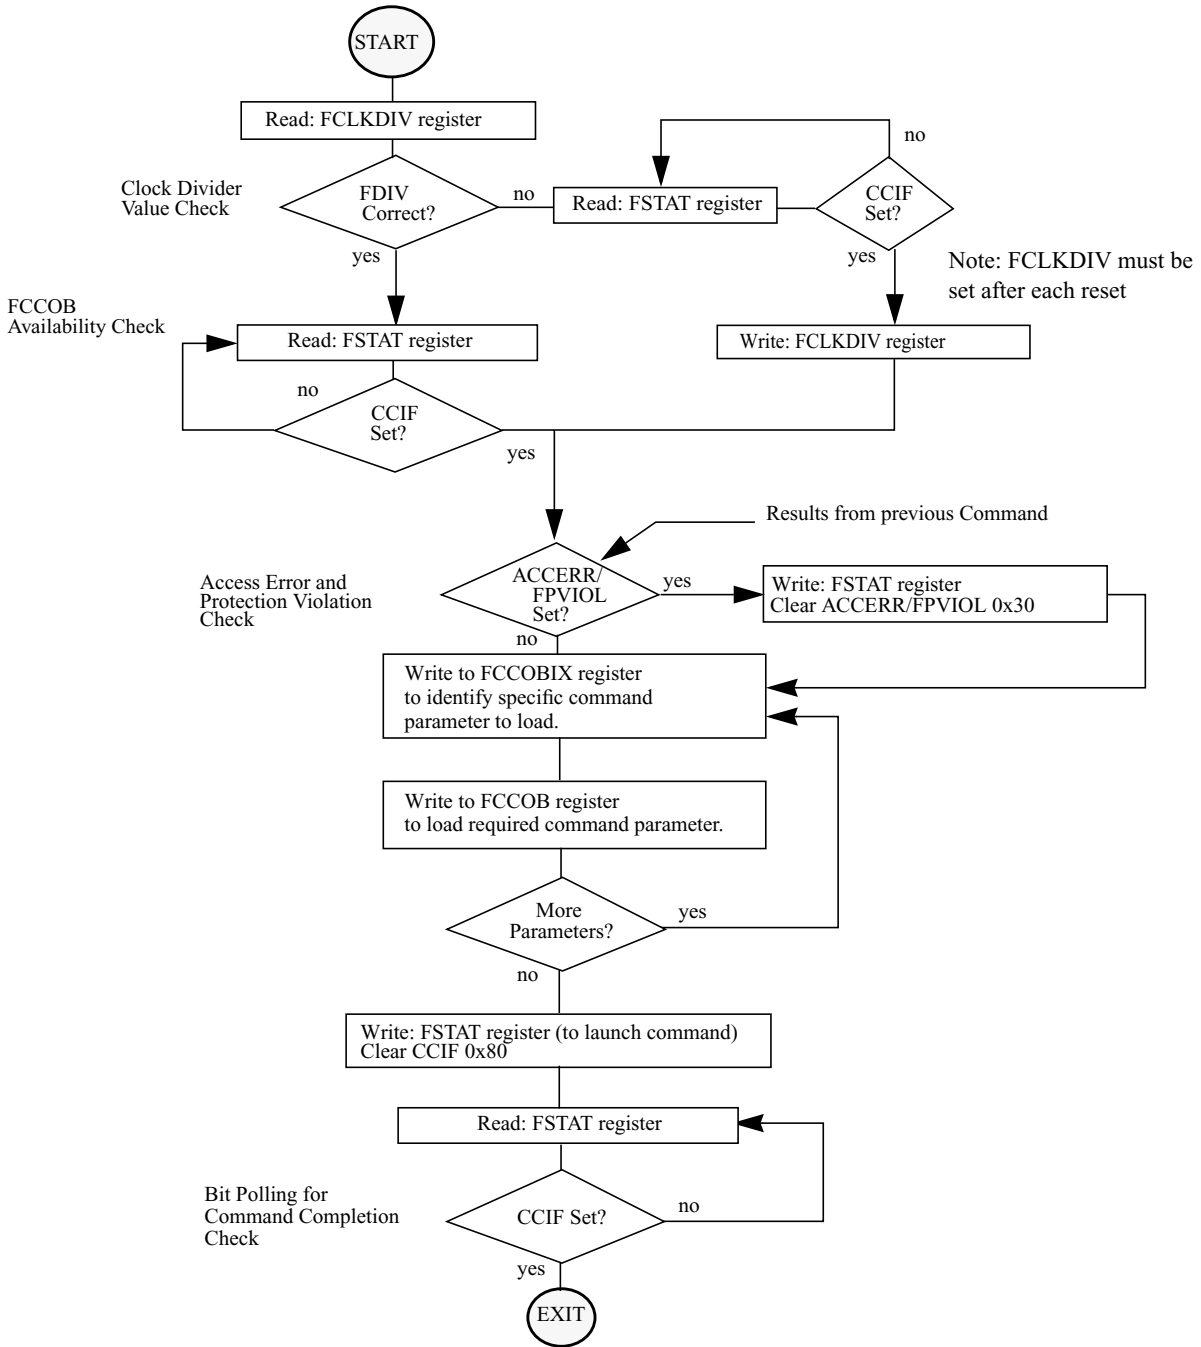 START
Read: FCLKDIV register
Clock Divider
Value Check
FDIV
Correct?
no
Read: FSTAT register
CCIF
Set?
no
yes
yes
Note: FCLKDIV must be
set after each reset
FCCOB
Availability Check
Read: FSTAT register
Write: FCLKDIV register
no
CCIF
Set?
yes
Results from previous Command
Access Error and
Protection Violation
Check
ACCERR/
FPVIOL
Set?
yes
Write: FSTAT register
Clear ACCERR/FPVIOL 0x30
no
Write to FCCOBIX register
to identify specific command
parameter to load.
Write to FCCOB register
to load required command parameter.
More
Parameters?
yes
no
Write: FSTAT register (to launch command)
Clear CCIF 0x80
Read: FSTAT register
Bit Polling for
Command Completion
Check
CCIF Set?
no
yes
EXIT